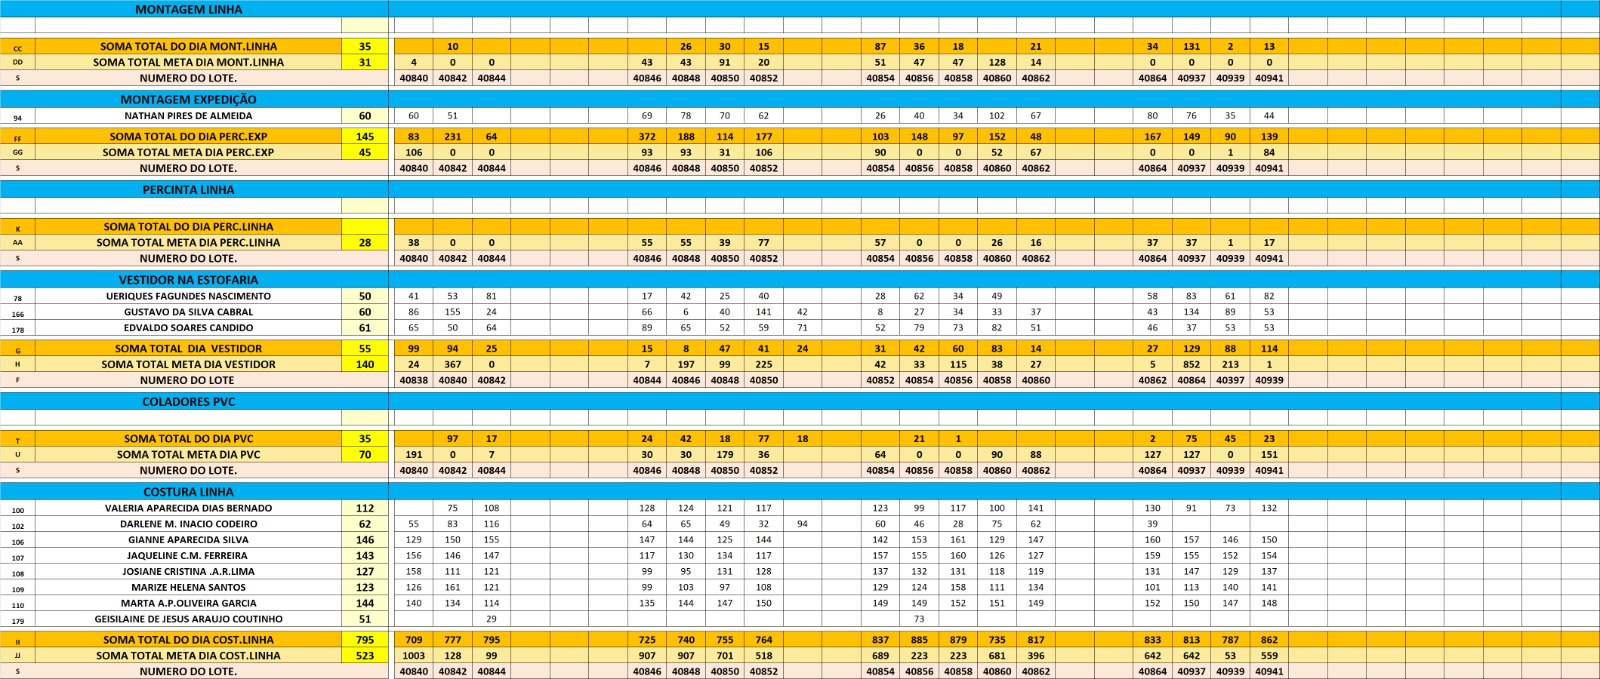 MONTAGEM LINHA
CC SOMA TOTAL DO DIA MONT.LINHA 35 10 26 30 15 87 36 18 21 34 131 2 13
DD SOMA TOTAL META DIA MONT.LINHA 31 4 0 0 43 43 91 20 51 47 47 128 14 0 0 0 0
S NUMERO DO LOTE. 40840 40842 40844 40846 40848 40850 40852 40854 40856 40858 40860 40862 40864 40937 40939 40941
MONTAGEM EXPEDIÇÃO
94 NATHAN PIRES DE ALMEIDA 60 60 51 69 78 70 62 26 40 34 102 67 80 76 35 44
FF SOMA TOTAL DO DIA PERC.EXP 145 83 231 64 372 188 114 177 103 148 97 152 48 167 149 90 139
GG SOMA TOTAL META DIA PERC.EXP 45 106 0 0 93 93 31 106 90 0 0 52 67 0 0 1 84
S NUMERO DO LOTE. 40840 40842 40844 40846 40848 40850 40852 40854 40856 40858 40860 40862 40864 40937 40939 40941
PERCINTA LINHA
K SOMA TOTAL DO DIA PERC.LINHA
AA SOMA TOTAL META DIA PERC.LINHA 28 38 0 0 55 55 39 77 57 0 0 26 16 37 37 1 17
S NUMERO DO LOTE. 40840 40842 40844 40846 40848 40850 40852 40854 40856 40858 40860 40862 40864 40937 40939 40941
VESTIDOR NA ESTOFARIA
78 UERIQUES FAGUNDES NASCIMENTO 50 41 53 81 17 42 25 40 28 62 34 49 58 83 61 82
166 GUSTAVO DA SILVA CABRAL 60 86 155 24 66 6 40 141 42 8 27 34 33 37 43 134 89 53
178 EDVALDO SOARES CANDIDO 61 65 50 64 89 65 52 59 71 52 79 73 82 51 46 37 53 53
G SOMA TOTAL DIA VESTIDOR 55 99 94 25 15 8 47 41 24 31 42 60 83 14 27 129 88 114
H SOMA TOTAL META DIA VESTIDOR 140 24 367 0 7 197 99 225 42 33 115 38 27 5 852 213 1
F NUMERO DO LOTE 40838 40840 40842 40844 40846 40848 40850 40852 40854 40856 40858 40860 40862 40864 40397 40939
COLADORES PVC
T SOMA TOTAL DO DIA PVC 35 97 17 24 42 18 77 18 21 1 2 75 45 23
U SOMA TOTAL META DIA PVC 70 191 0 7 30 30 179 36 64 0 0 90 88 127 127 0 151
S NUMERO DO LOTE. 40840 40842 40844 40846 40848 40850 40852 40854 40856 40858 40860 40862 40864 40937 40939 40941
COSTURA LINHA
100 VALERIA APARECIDA DIAS BERNADO 112 75 108 128 124 121 117 123 99 117 100 141 130 91 73 132
102 DARLENE M. INACIO CODEIRO 62 55 83 116 64 65 49 32 94 60 46 28 75 62 39
106 GIANNE APARECIDA SILVA 146 129 150 155 147 144 125 144 142 153 161 129 147 160 157 146 150
107 JAQUELINE C.M. FERREIRA 143 156 146 147 117 130 134 117 157 155 160 126 127 159 155 152 154
108 JOSIANE CRISTINA .A.R.LIMA 127 158 111 121 99 95 131 128 137 132 131 118 119 131 147 129 137
109 MARIZE HELENA SANTOS 123 126 161 121 99 103 97 108 129 124 158 111 134 101 113 140 141
110 MARTA A.P.OLIVEIRA GARCIA 144 140 134 114 135 144 147 150 149 149 152 151 149 152 150 147 148
179 GEISILAINE DE JESUS ARAUJO COUTINHO 51 29 73
II SOMA TOTAL DO DIA COST.LINHA 795 709 777 795 725 740 755 764 837 885 879 735 817 833 813 787 862
JJ SOMA TOTAL META DIA COST.LINHA 523 1003 128 99 907 907 701 518 689 223 223 681 396 642 642 53 559
S NUMERO DO LOTE. 40840 40842 40844 40846 40848 40850 40852 40854 40856 40858 40860 40862 40864 40937 40939 40941